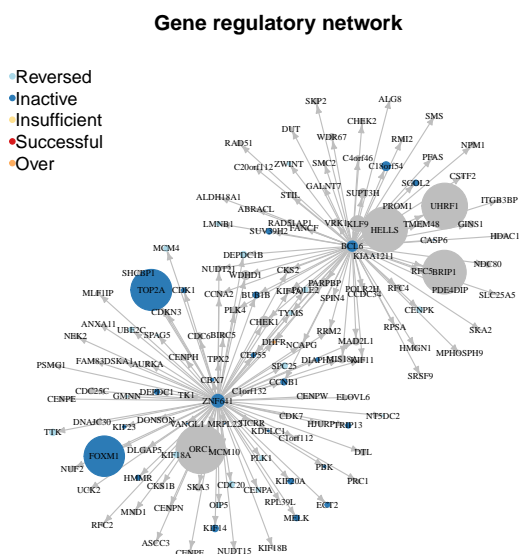 Gene regulatory network
Reversed
Inactive
Insufficient
Successful
Over
SKP2
ALG8
DUT
WDR67
CHEK2
SMS
RAD51
RMI2
NPM1
C20orf112
ZWINT
SMC2
C4orf46
C18orf54
PFAS
CSTF2
ALDH18A1
STIL
GALNT7
SUPT3H
SGOL2
ITGB3BP
ABRACL
PROM1
UHRF1
LMNB1
RAD51AP1
SUV39H2
FANCF
VRK1
KLF9
HELLS
TMEM48
GINS1
HDAC1
MCM4
DEPDC1B
BCL6
KIAA1211
CASP6
SHCBP1
NUDT21
WDHD1
CKS2
RFC5
BRIP1
NDC80
TOP2A
CDK1
CCNA2
BUB1B
PARPBP
POLR2H
CCDC34
RFC4
PDE4DIP
SLC25A5
MLF1IP
CDKN3
PLK4
TYMS
SPIN4
CENPK
ANXA11
UBE2C
SPAG5
CDC6
BIRC5
CHEK1
RRM2
RPSA
SKA2
NEK2
DHFR
NCAPG
MAD2L1
HMGN1
MPHOSPH9
PSMG1
AURKA
CENPH
TPX2
CEP55
KIF11
SPC25
SRSF9
CENPE
CDC25C
GMNN
DEPDC1
TK1
CBX7
C1orf132
CCNB1
CENPW
ELOVL6
TTK
DNAJC30
KIF23
DONSON
ZNF641
CDK7
NT5DC2
VANGL1
MRPL22
TICRR
KDELC1
HJURP
TRIP13
C1orf112
FOXM1
DLGAP5
KIF18A
ORC1
MCM10
DTL
NUF2
PLK1
PBK
HMMR
CDC20
UCK2
CKS1B
SKA3
CENPA
KIF20A
PRC1
RFC2
MND1
CENPN
OIP5
RPL39L
MELK
ECT2
ASCC3
KIF14
CENPF
NUDT15
KIF18B